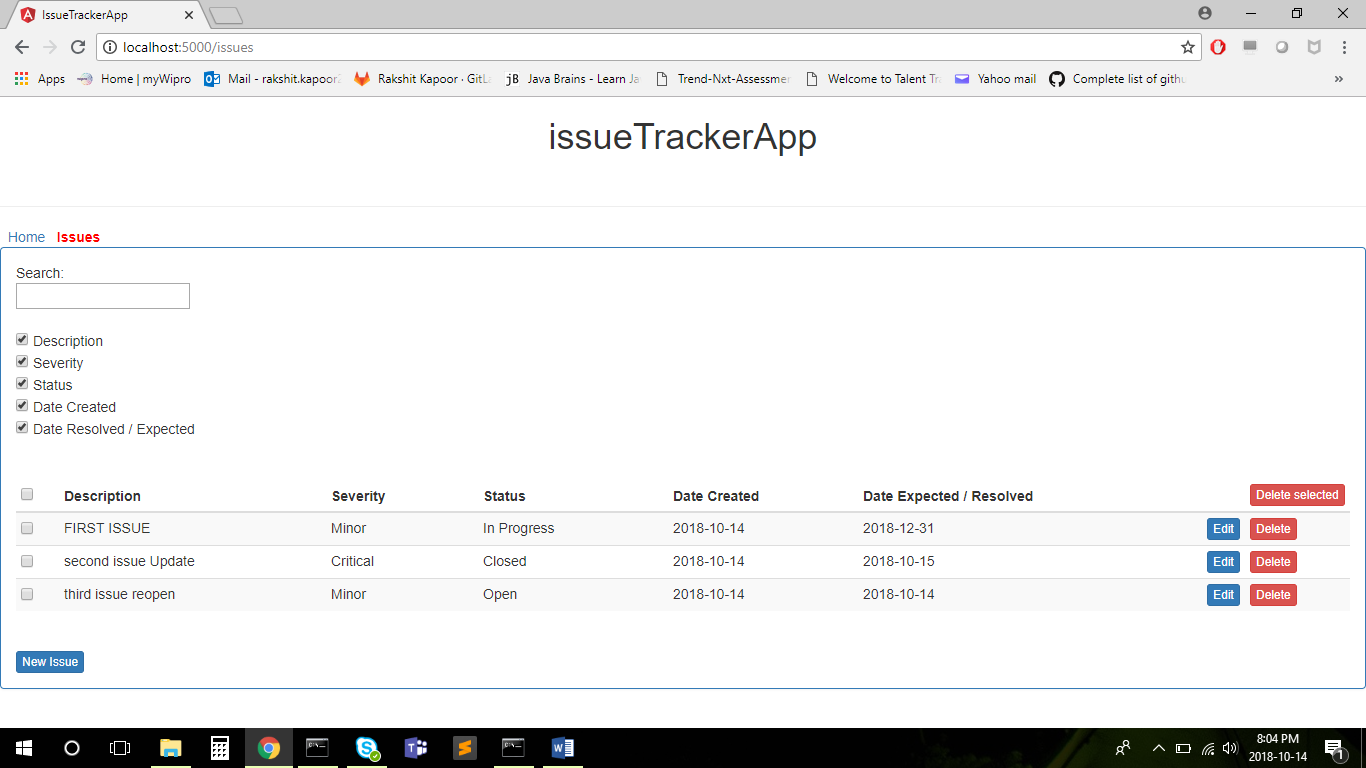 IssueTrackerApp
localhost:5000/issues
Apps Home | myWipro Mail - rakshit.kapoor Rakshit Kapoor · GitL jB Java Brains - Learn Ja Trend-Nxt-Assessmen Welcome to Talent Tr Yahoo mail Complete list of githu »
issueTrackerApp
Home Issues
Search:
Description
Severity
Status
Date Created
Date Resolved / Expected
Description Severity Status Date Created Date Expected / Resolved Delete selected
FIRST ISSUE Minor In Progress 2018-10-14 2018-12-31 Edit Delete
second issue Update Critical Closed 2018-10-14 2018-10-15 Edit Delete
third issue reopen Minor Open 2018-10-14 2018-10-14 Edit Delete
New Issue
8:04 PM
2018-10-14
1